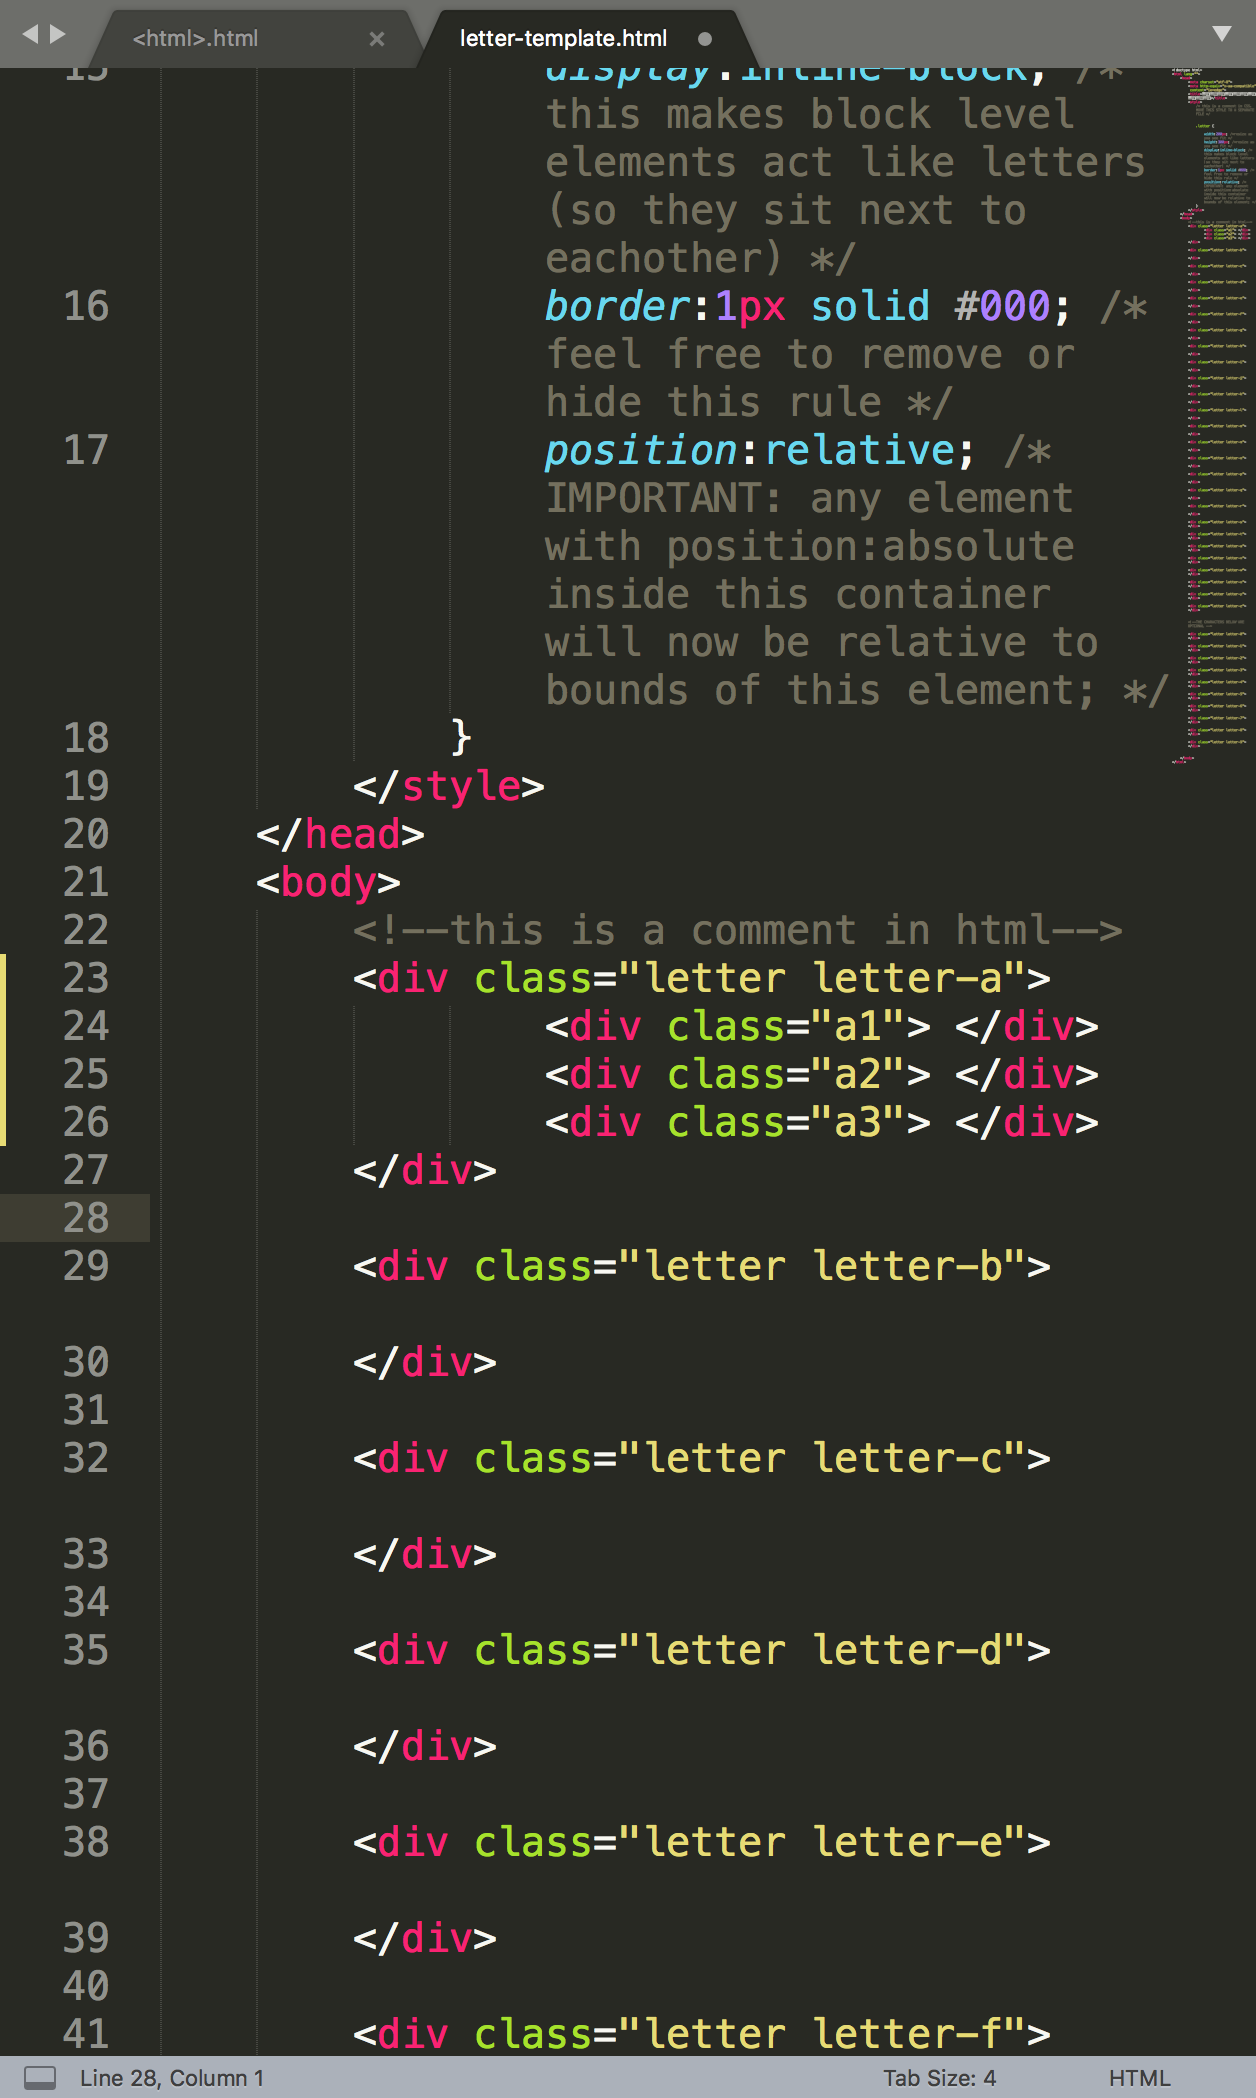 <html>.html × letter-template.html
15 display:inline-block; /*
this makes block level
elements act like letters
(so they sit next to
eachother) */
16 border:1px solid #000; /*
feel free to remove or
hide this rule */
17 position:relative; /*
IMPORTANT: any element
with position:absolute
inside this container
will now be relative to
bounds of this element; */
18 }
19 </style>
20 </head>
21 <body>
22 <!--this is a comment in html-->
23 <div class="letter letter-a">
24 <div class="a1"> </div>
25 <div class="a2"> </div>
26 <div class="a3"> </div>
27 </div>
28
29 <div class="letter letter-b">
30 </div>
31
32 <div class="letter letter-c">
33 </div>
34
35 <div class="letter letter-d">
36 </div>
37
38 <div class="letter letter-e">
39 </div>
40
41 <div class="letter letter-f">
Line 28, Column 1 Tab Size: 4 HTML